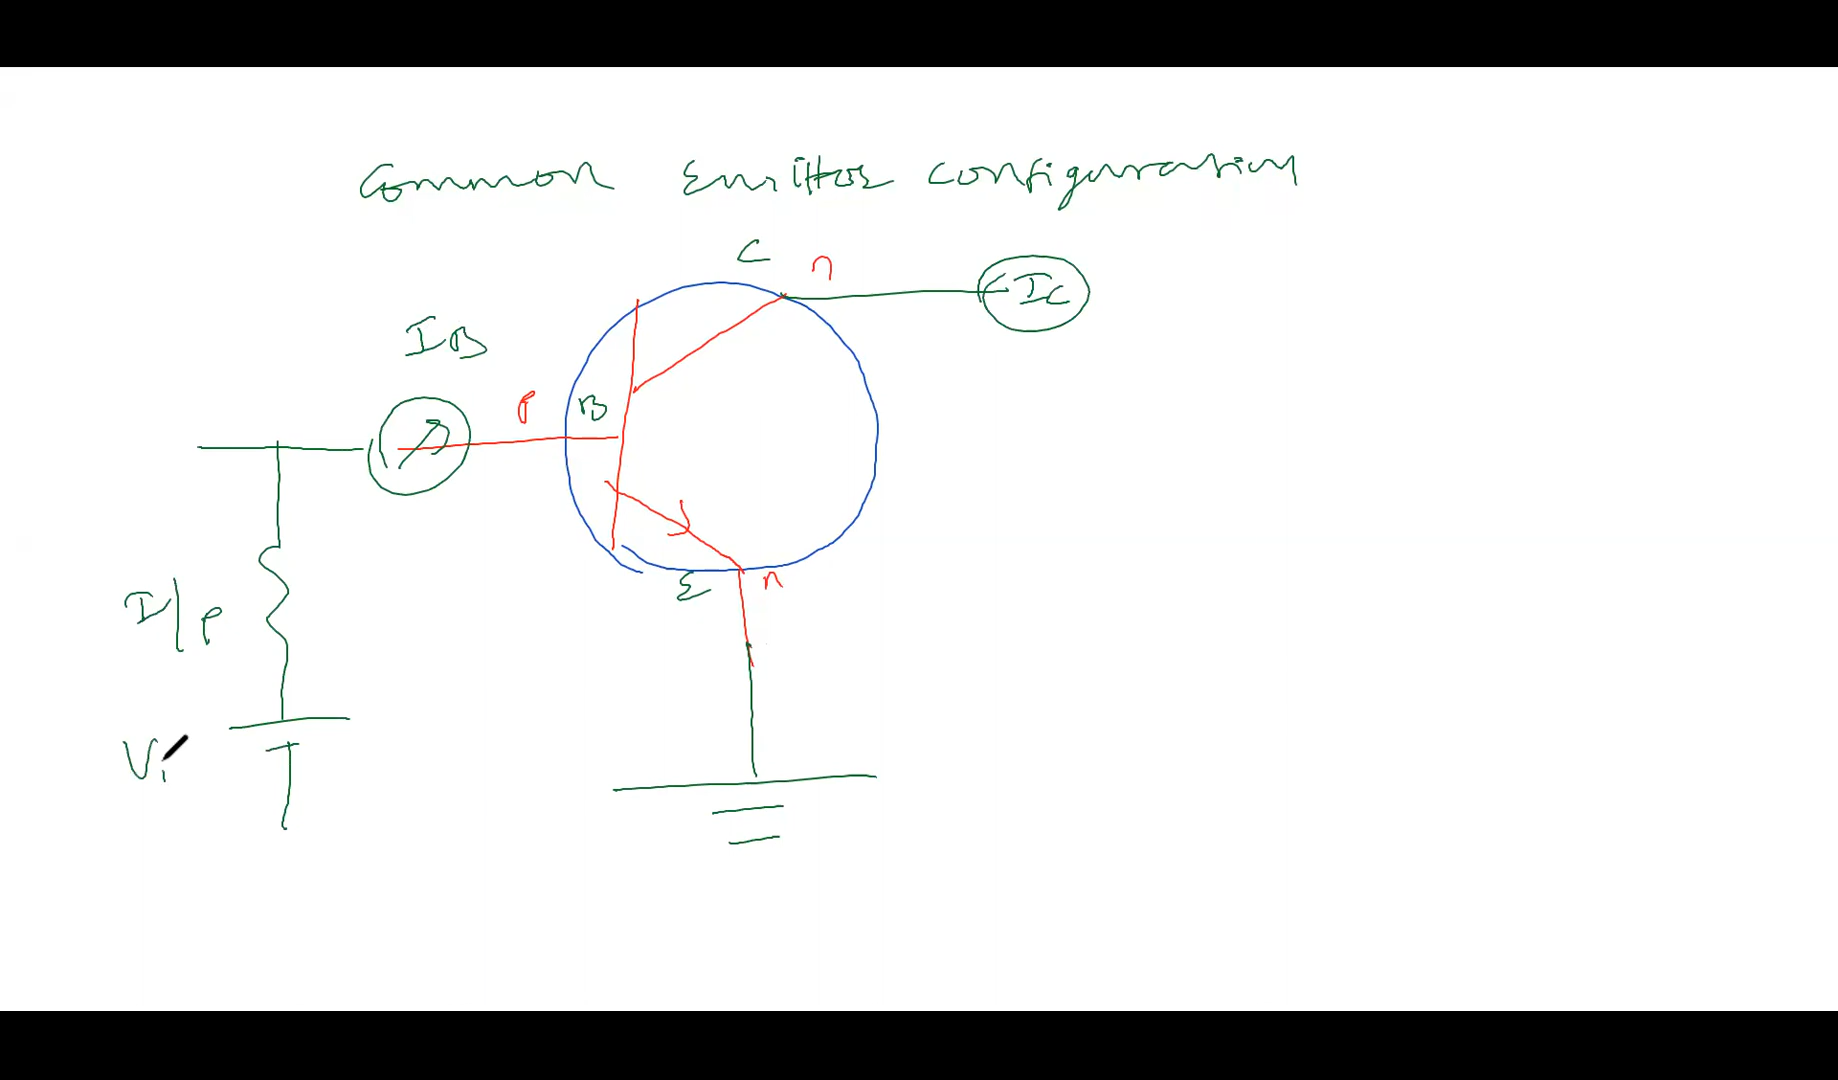 Common Emitter configuration
C n
IC
IB
P B
E n
I/P
Vi